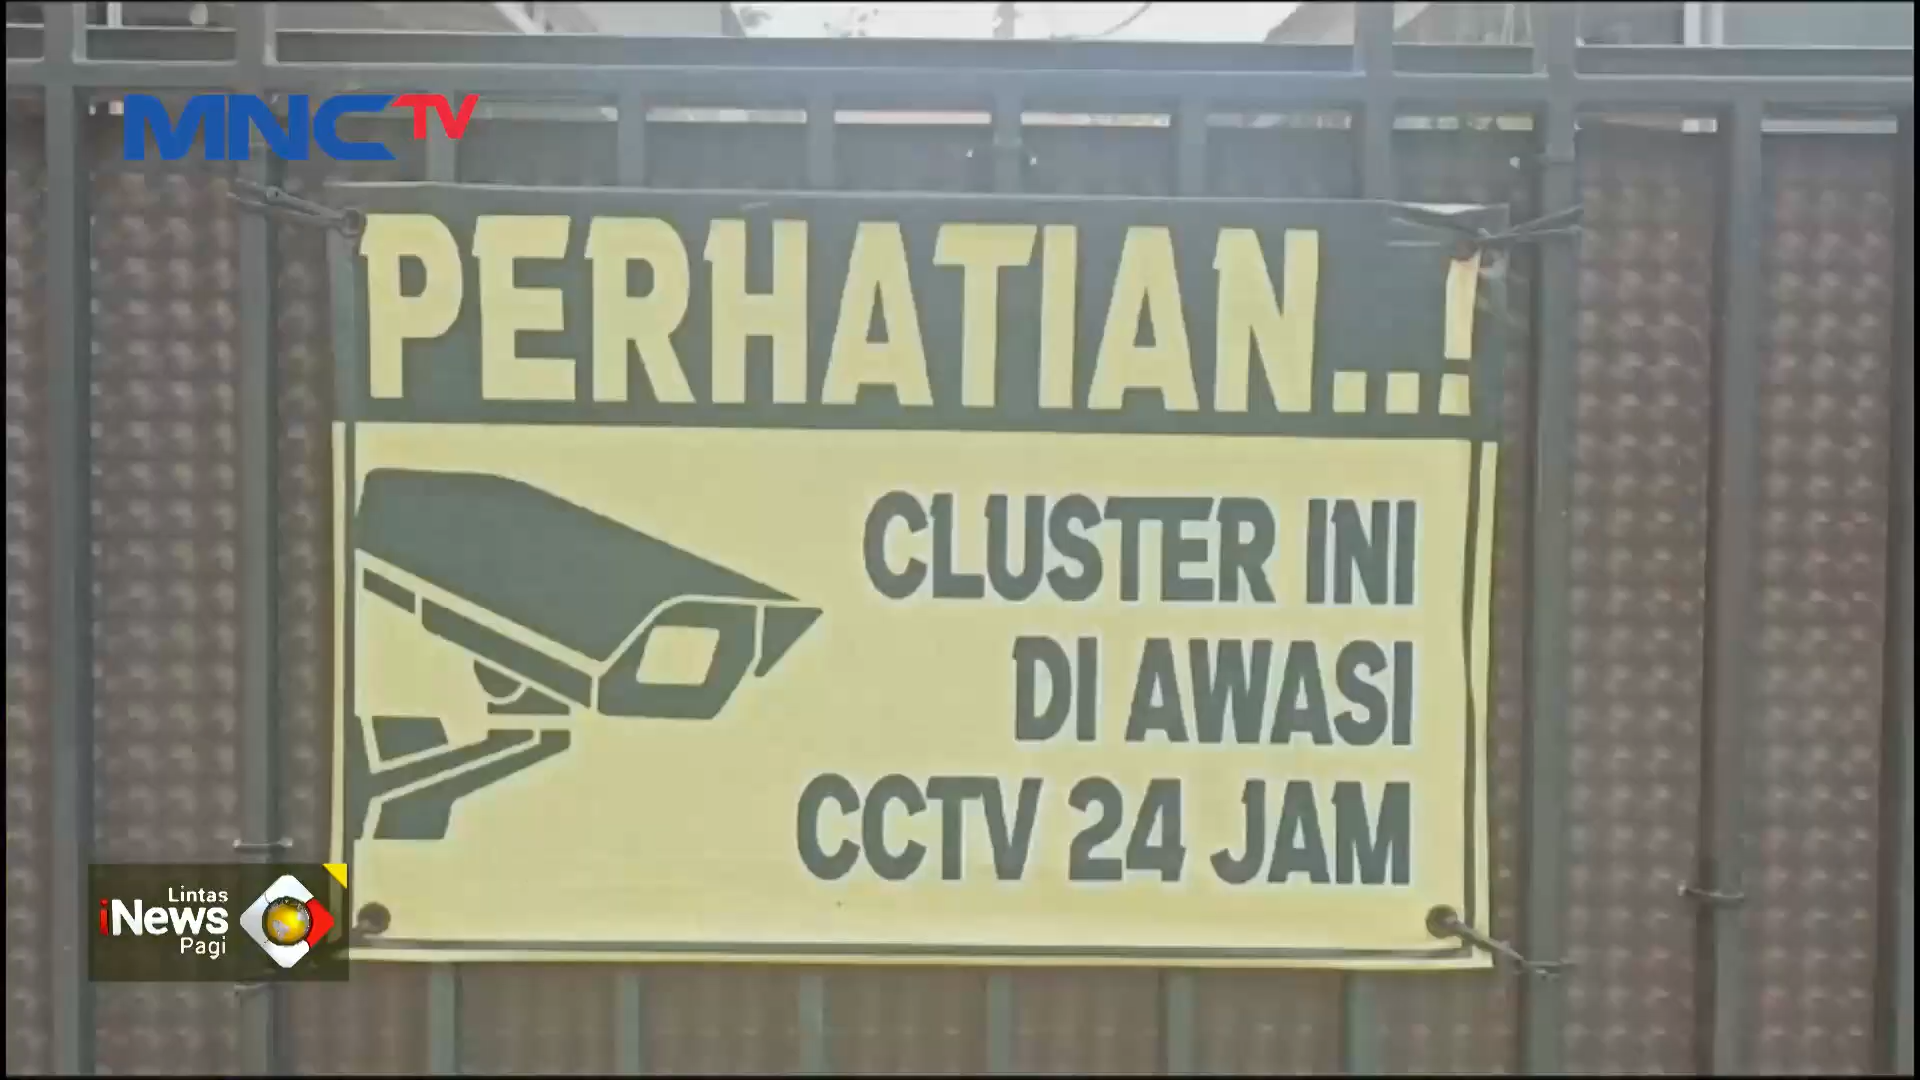 MNCTV
PERHATIAN...!
CLUSTER INI
DI AWASI
CCTV 24 JAM
Lintas
iNews
Pagi